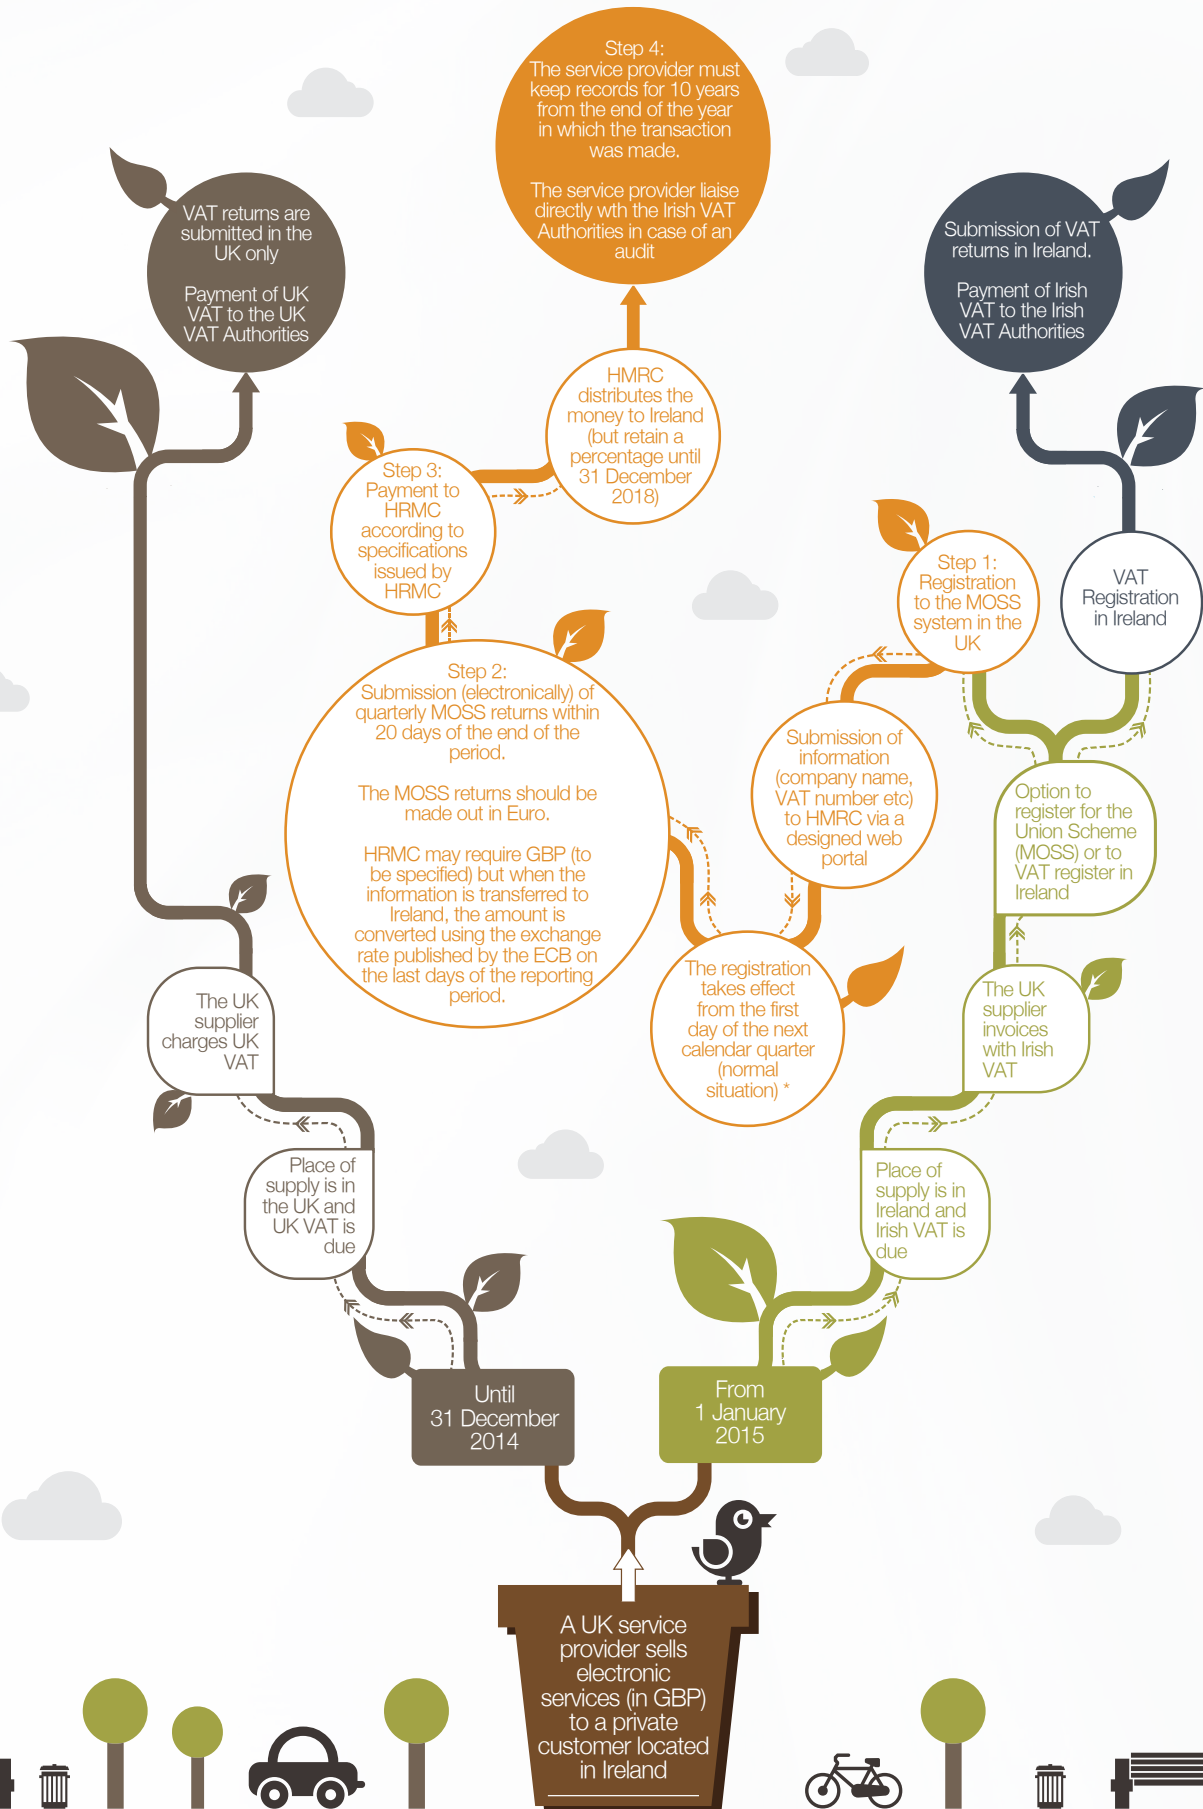 Step 4:
The service provider must
keep records for 10 years
from the end of the year
in which the transaction
was made.
The service provider liaise
directly wth the Irish VAT
Authorities in case of an
audit
VAT returns are
submitted in the
UK only
Payment of UK
VAT to the UK
VAT Authorities
Submission of VAT
returns in Ireland.
Payment of Irish
VAT to the Irish
VAT Authorities
HMRC
distributes the
money to Ireland
(but retain a
percentage until
31 December
2018)
Step 3:
Payment to
HRMC
according to
specifications
issued by
HRMC
Step 1:
Registration
to the MOSS
system in the
UK
VAT
Registration
in Ireland
Step 2:
Submission (electronically) of
quarterly MOSS returns within
20 days of the end of the
period.
The MOSS returns should be
made out in Euro.
HRMC may require GBP (to
be specified) but when the
information is transferred to
Ireland, the amount is
converted using the exchange
rate published by the ECB on
the last days of the reporting
period.
Submission of
information
(company name,
VAT number etc)
to HMRC via a
designed web
portal
Option to
register for the
Union Scheme
(MOSS) or to
VAT register in
Ireland
The registration
takes effect
from the first
day of the next
calendar quarter
(normal
situation) *
The UK
supplier
charges UK
VAT
The UK
supplier
invoices
with Irish
VAT
Place of
supply is in
the UK and
UK VAT is
due
Place of
supply is in
Ireland and
Irish VAT is
due
Until
31 December
2014
From
1 January
2015
A UK service
provider sells
electronic
services (in GBP)
to a private
customer located
in Ireland